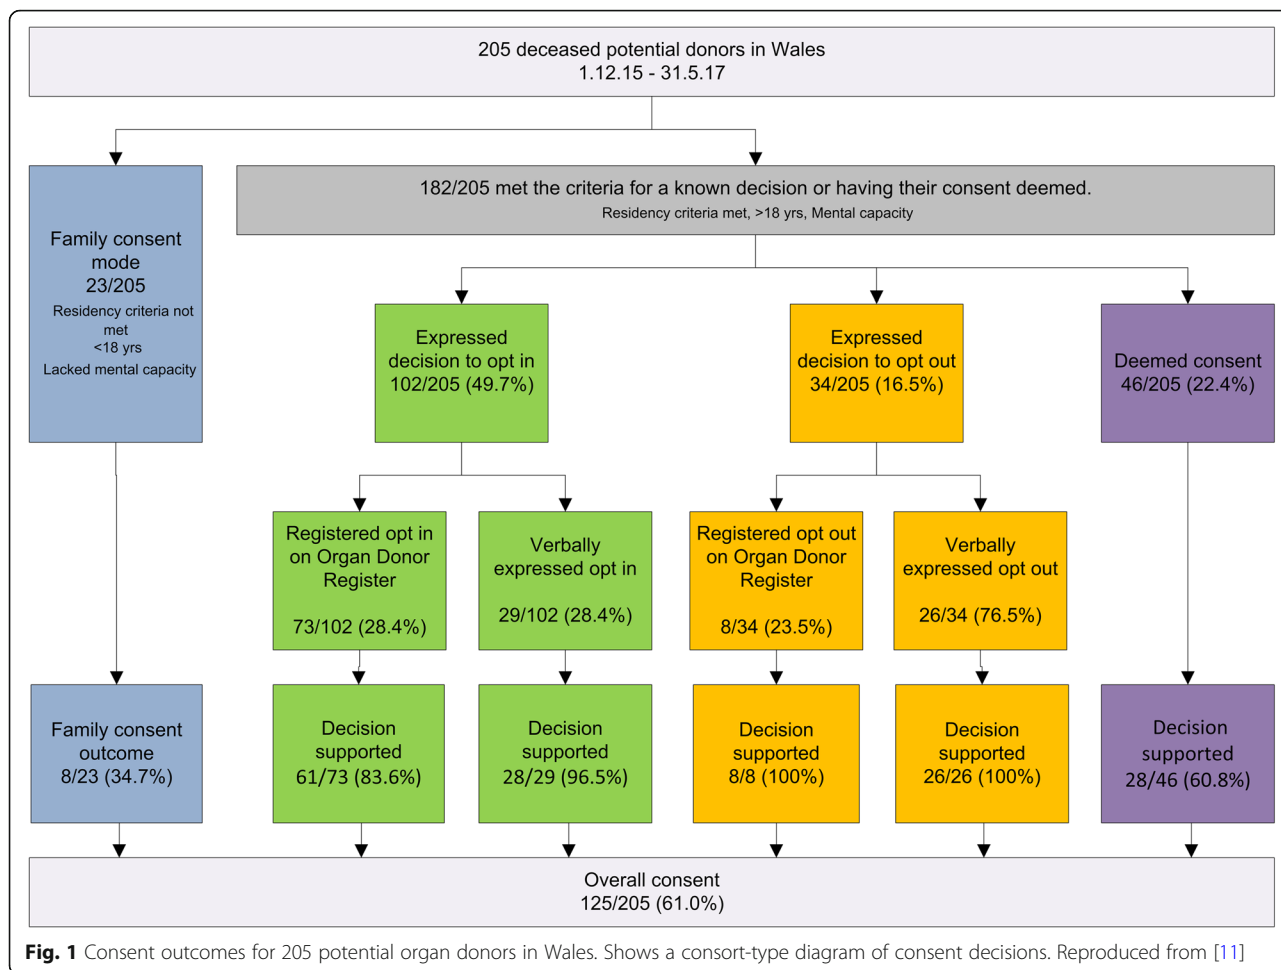 205 deceased potential donors in Wales
1.12.15 - 31.5.17
182/205 met the criteria for a known decision or having their consent deemed.
Residency criteria met, >18 yrs, Mental capacity
Family consent
mode
23/205
Residency criteria not
met
<18 yrs
Lacked mental capacity
Expressed
decision to opt in
102/205 (49.7%)
Expressed
decision to opt out
34/205 (16.5%)
Deemed consent
46/205 (22.4%)
Registered opt in
on Organ Donor
Register
73/102 (28.4%)
Verbally
expressed opt in
29/102 (28.4%)
Registered opt out
on Organ Donor
Register
8/34 (23.5%)
Verbally
expressed opt out
26/34 (76.5%)
Family consent
outcome
8/23 (34.7%)
Decision
supported
61/73 (83.6%)
Decision
supported
28/29 (96.5%)
Decision
supported
8/8 (100%)
Decision
supported
26/26 (100%)
Decision
supported
28/46 (60.8%)
Overall consent
125/205 (61.0%)
Fig. 1 Consent outcomes for 205 potential organ donors in Wales. Shows a consort-type diagram of consent decisions. Reproduced from [11]